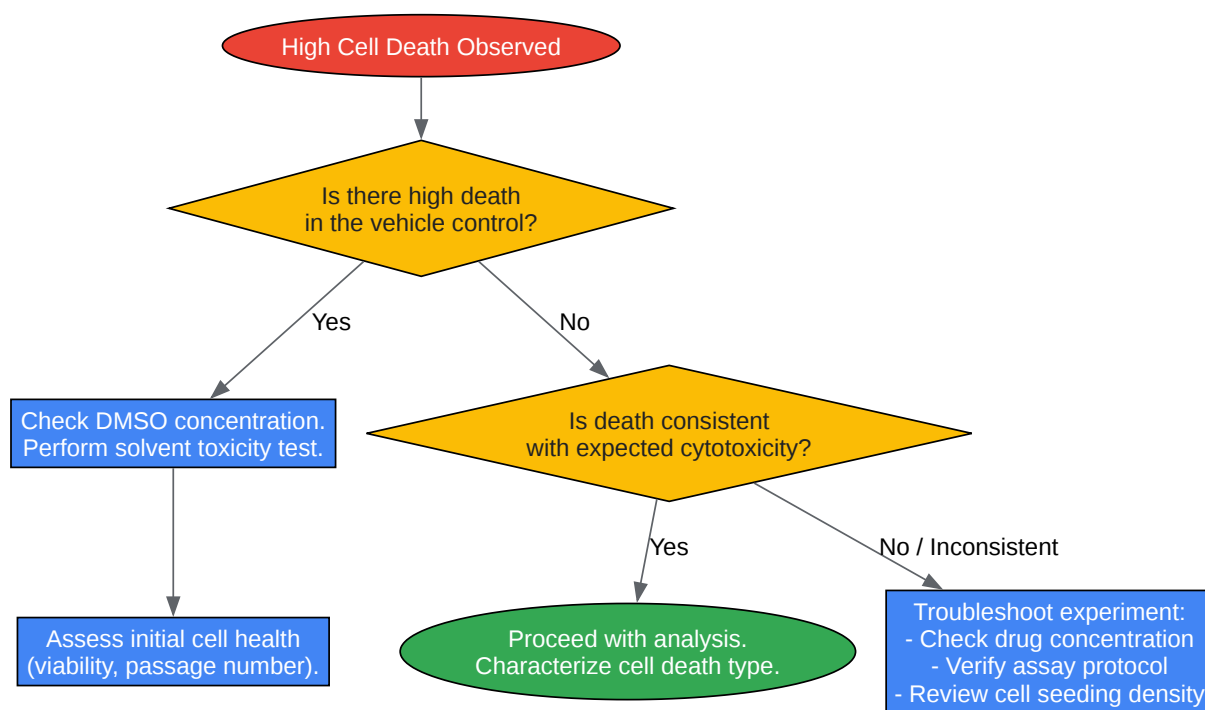 High Cell Death Observed
Is there high death
in the vehicle control?
Yes
No
Check DMSO concentration.
Perform solvent toxicity test.
Is death consistent
with expected cytotoxicity?
Yes
No / Inconsistent
Assess initial cell health
(viability, passage number).
Proceed with analysis.
Characterize cell death type.
Troubleshoot experiment:
- Check drug concentration
- Verify assay protocol
- Review cell seeding density